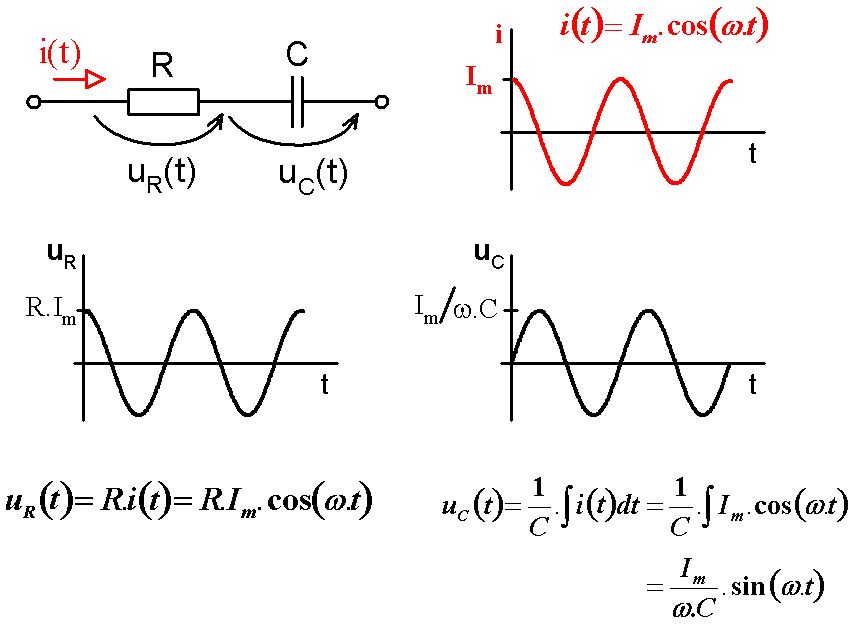 i(t)
R
C
u_R(t)
u_C(t)
i(t)= I_m.cos(ω.t)
i
I_m
t
u_R
R.I_m
t
u_C
I_m/ω.C
t
u_R(t)= R.i(t)= R.I_m.cos(ω.t)
u_C(t)= 1/C.∫i(t)dt = 1/C.∫I_m.cos(ω.t)
= I_m/ω.C.sin(ω.t)